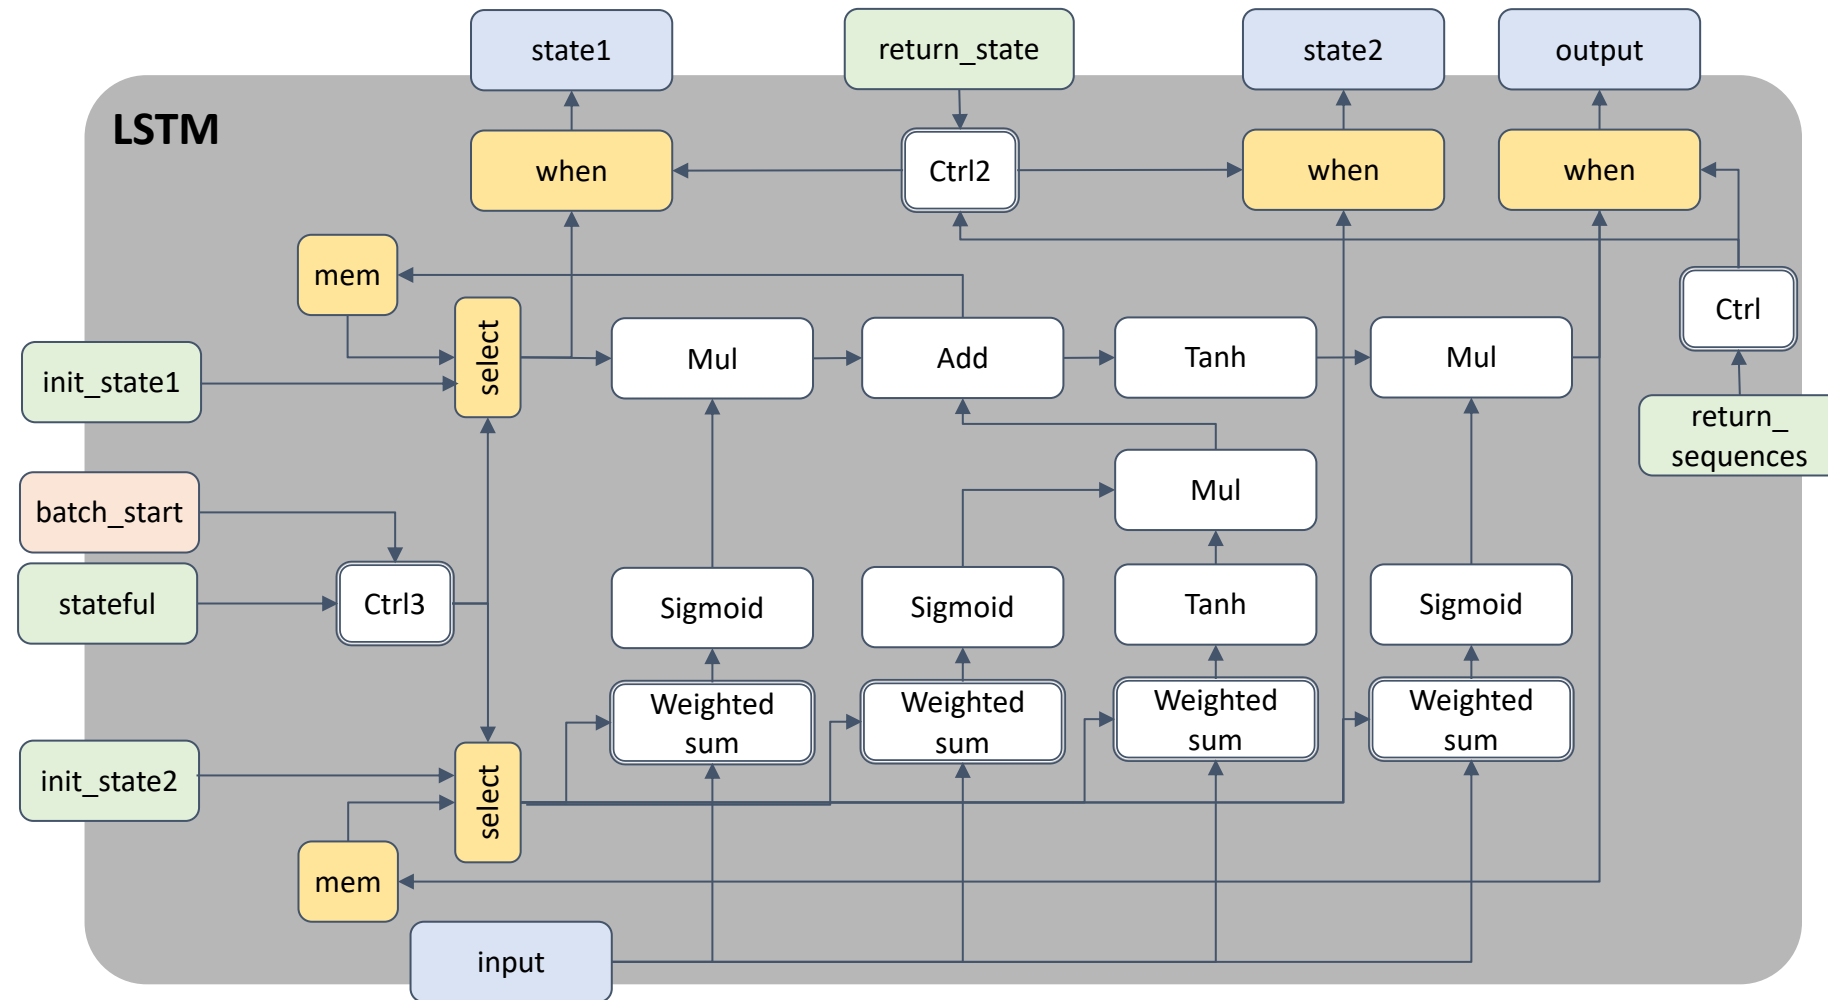 state1
return_state
state2
output
LSTM
when
Ctrl2
when
when
mem
select
Mul
Add
Tanh
Mul
Ctrl
init_state1
return_
sequences
batch_start
Mul
stateful
Ctrl3
Sigmoid
Sigmoid
Tanh
Sigmoid
Weighted
sum
Weighted
sum
Weighted
sum
Weighted
sum
init_state2
select
mem
input